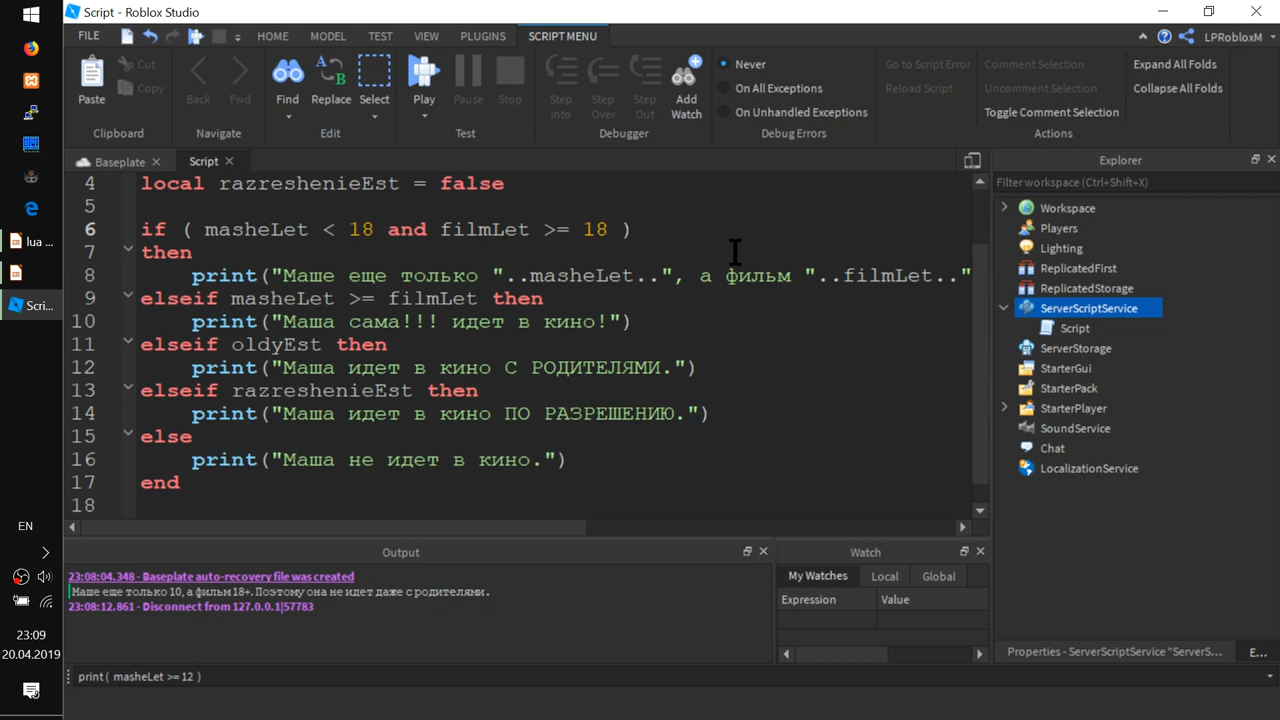 Script - Roblox Studio
FILE HOME MODEL TEST VIEW PLUGINS SCRIPT MENU LPRobloxM
Cut
Copy
Paste
Clipboard
Back Fwd
Navigate
Find Replace Select
Edit
Play Pause Stop
Test
Step Into Step Over Step Out Add Watch
Debugger
Never
On All Exceptions
On Unhandled Exceptions
Debug Errors
Go to Script Error
Reload Script
Comment Selection
Uncomment Selection
Toggle Comment Selection
Expand All Folds
Collapse All Folds
Actions
Baseplate Script
4 local razreshenieEst = false
5
6 if ( masheLet < 18 and filmLet >= 18 )
7 then
8 print("Маше еще только "..masheLet..", а фильм "..filmLet.."
9 elseif masheLet >= filmLet then
10 print("Маша сама!!! идет в кино!")
11 elseif oldyEst then
12 print("Маша идет в кино С РОДИТЕЛЯМИ.")
13 elseif razreshenieEst then
14 print("Маша идет в кино ПО РАЗРЕШЕНИЮ.")
15 else
16 print("Маша не идет в кино.")
17 end
18
Explorer
Filter workspace (Ctrl+Shift+X)
Workspace
Players
Lighting
ReplicatedFirst
ReplicatedStorage
ServerScriptService
Script
ServerStorage
StarterGui
StarterPack
StarterPlayer
SoundService
Chat
LocalizationService
Properties - ServerScriptService "ServerS... E...
Output
23:08:04.348 - Baseplate auto-recovery file was created
Маше еще только 10, а фильм 18+. Поэтому она не идет даже с родителями.
23:08:12.861 - Disconnect from 127.0.0.1|57783
Watch
My Watches Local Global
Expression Value
print( masheLet >= 12 )
lua ...
Scri...
EN
23:09
20.04.2019